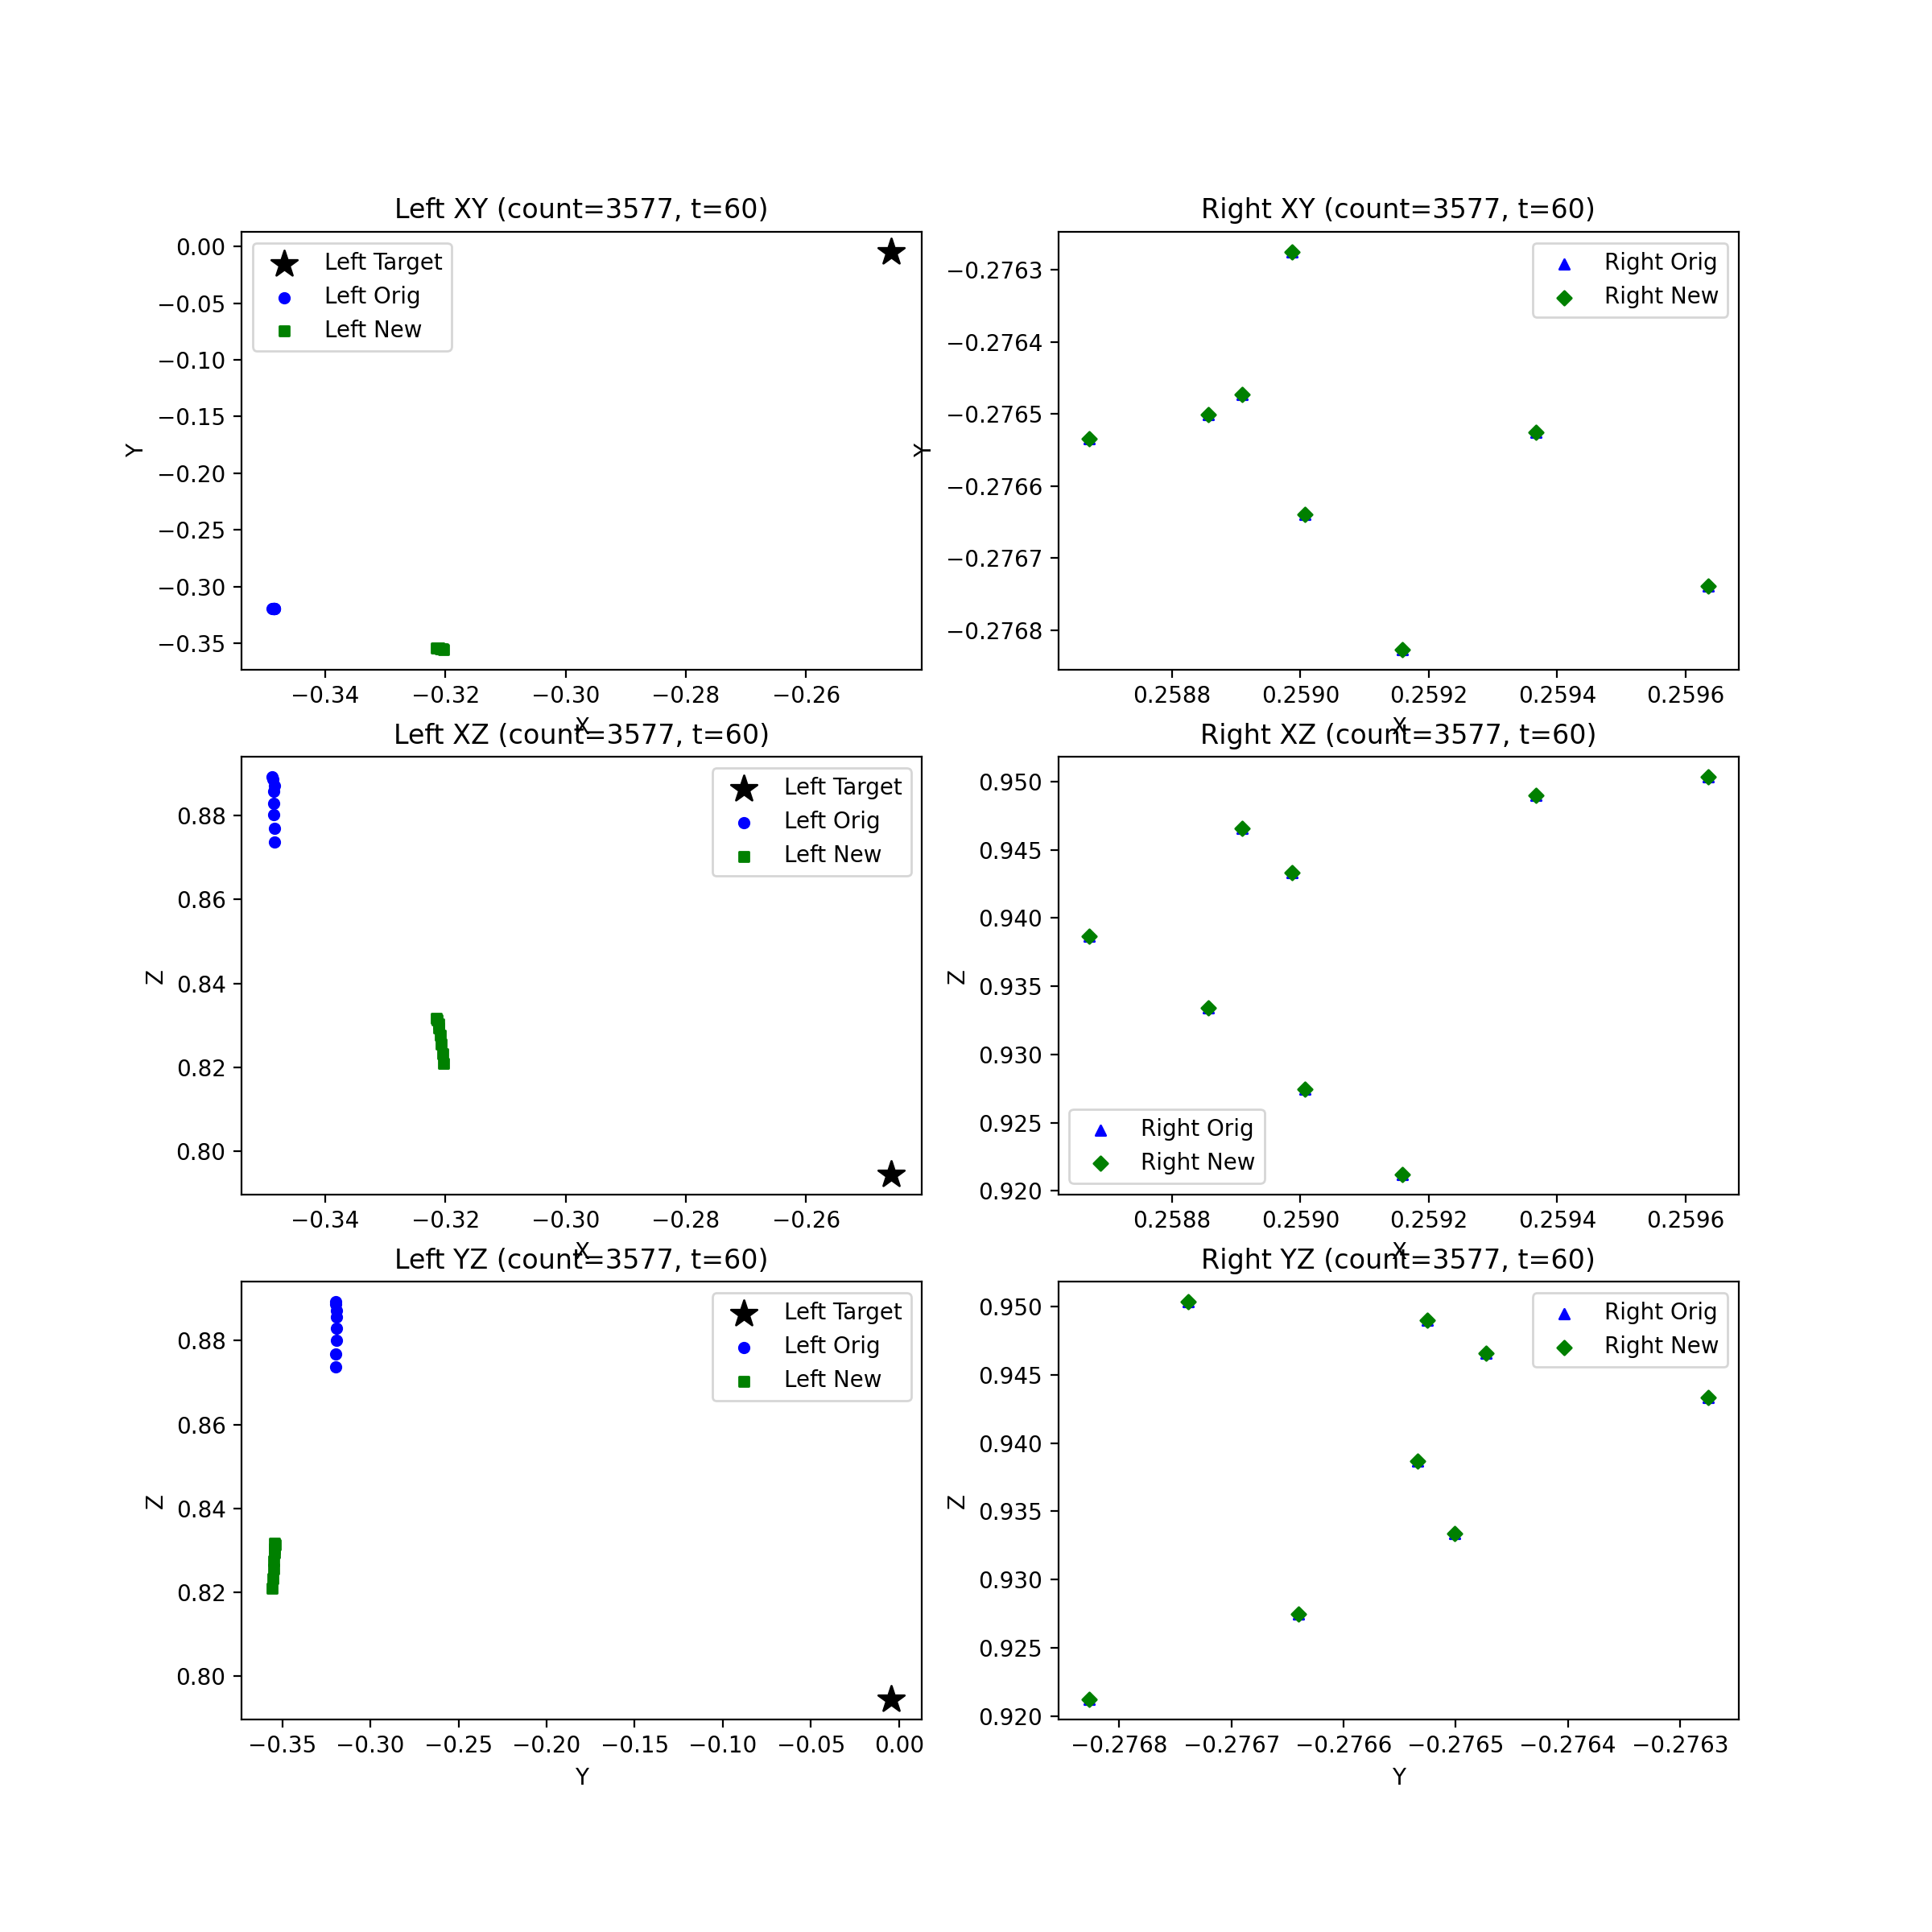 Left XY (count=3577, t=60)
0.00
−0.05
−0.10
−0.15
−0.20
−0.25
−0.30
−0.35
Y
Left Target
Left Orig
Left New
−0.34
−0.32
−0.30
−0.28
−0.26
X
Right XY (count=3577, t=60)
−0.2763
−0.2764
−0.2765
−0.2766
−0.2767
−0.2768
Y
Right Orig
Right New
0.2588
0.2590
0.2592
0.2594
0.2596
X
Left XZ (count=3577, t=60)
0.88
0.86
0.84
0.82
0.80
Z
Left Target
Left Orig
Left New
−0.34
−0.32
−0.30
−0.28
−0.26
X
Right XZ (count=3577, t=60)
0.950
0.945
0.940
0.935
0.930
0.925
0.920
Z
Right Orig
Right New
0.2588
0.2590
0.2592
0.2594
0.2596
X
Left YZ (count=3577, t=60)
0.88
0.86
0.84
0.82
0.80
Z
Left Target
Left Orig
Left New
−0.35
−0.30
−0.25
−0.20
−0.15
−0.10
−0.05
0.00
Y
Right YZ (count=3577, t=60)
0.950
0.945
0.940
0.935
0.930
0.925
0.920
Z
Right Orig
Right New
−0.2768
−0.2767
−0.2766
−0.2765
−0.2764
−0.2763
Y